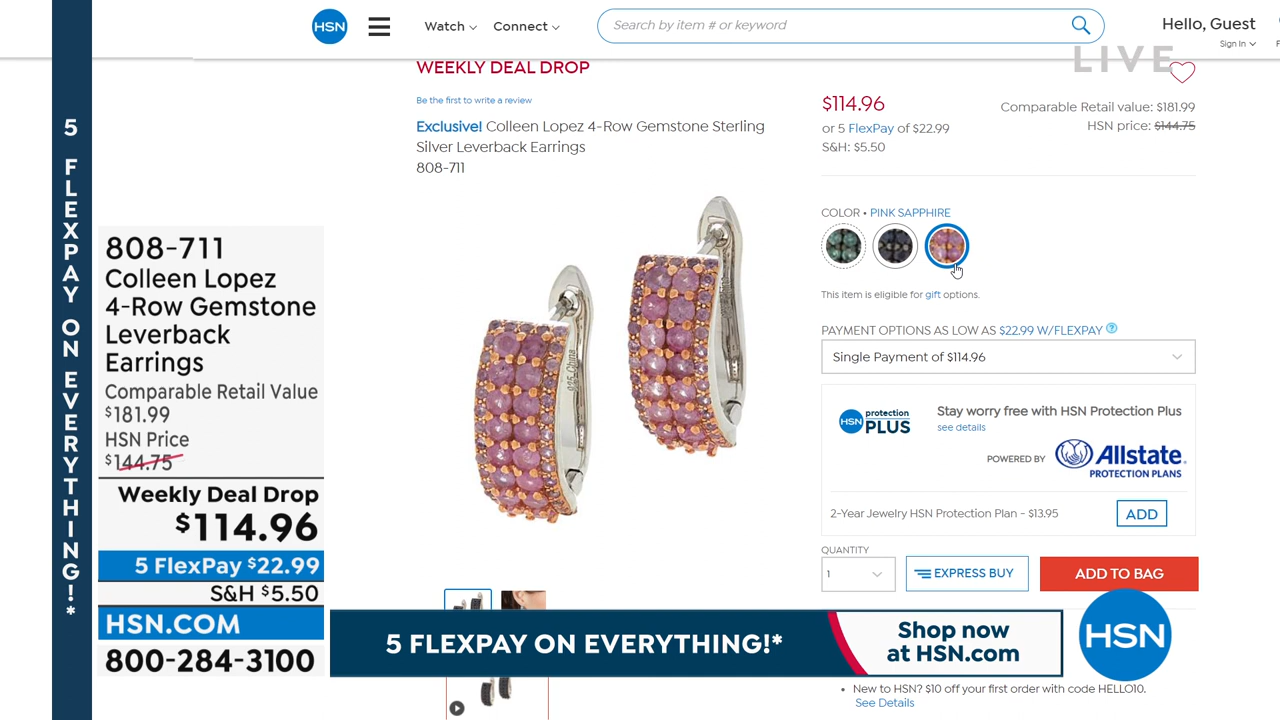 HSN
Watch
Connect
Search by item # or keyword
Hello, Guest
Sign In
LIVE
WEEKLY DEAL DROP
Be the first to write a review
Exclusive! Colleen Lopez 4-Row Gemstone Sterling
Silver Leverback Earrings
808-711
$114.96
or 5 FlexPay of $22.99
S&H: $5.50
Comparable Retail value: $181.99
HSN price: $144.75
COLOR • PINK SAPPHIRE
This item is eligible for gift options.
PAYMENT OPTIONS AS LOW AS $22.99 W/FLEXPAY ?
Single Payment of $114.96
HSN protection
PLUS
Stay worry free with HSN Protection Plus
see details
POWERED BY
Allstate
PROTECTION PLANS
2-Year Jewelry HSN Protection Plan - $13.95
ADD
QUANTITY
1
EXPRESS BUY
ADD TO BAG
925 China
5 FLEXPAY ON EVERYTHING!*
808-711
Colleen Lopez
4-Row Gemstone
Leverback
Earrings
Comparable Retail Value
$181.99
HSN Price
$144.75
Weekly Deal Drop
$114.96
5 FlexPay $22.99
S&H $5.50
HSN.COM
800-284-3100
5 FLEXPAY ON EVERYTHING!*
Shop now
at HSN.com
HSN
• New to HSN? $10 off your first order with code HELLO10.
See Details